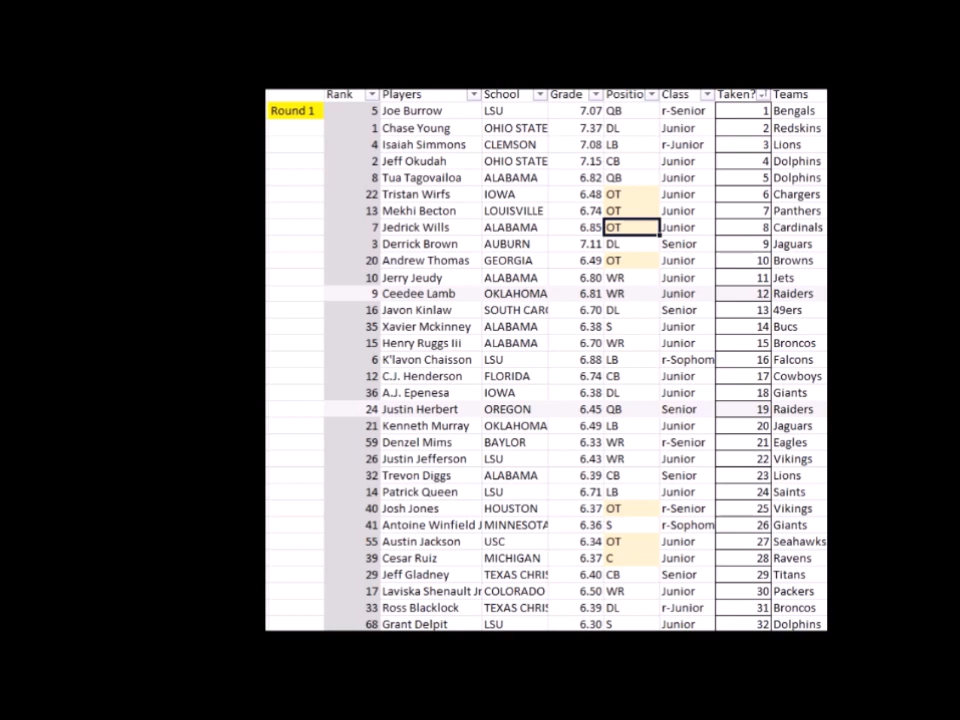 Rank Players School Grade Positio Class Taken? Teams
Round 1 5 Joe Burrow LSU 7.07 QB r-Senior 1 Bengals
1 Chase Young OHIO STATE 7.37 DL Junior 2 Redskins
4 Isaiah Simmons CLEMSON 7.08 LB r-Junior 3 Lions
2 Jeff Okudah OHIO STATE 7.15 CB Junior 4 Dolphins
8 Tua Tagovailoa ALABAMA 6.82 QB Junior 5 Dolphins
22 Tristan Wirfs IOWA 6.48 OT Junior 6 Chargers
13 Mekhi Becton LOUISVILLE 6.74 OT Junior 7 Panthers
7 Jedrick Wills ALABAMA 6.85 OT Junior 8 Cardinals
3 Derrick Brown AUBURN 7.11 DL Senior 9 Jaguars
20 Andrew Thomas GEORGIA 6.49 OT Junior 10 Browns
10 Jerry Jeudy ALABAMA 6.80 WR Junior 11 Jets
9 Ceedee Lamb OKLAHOMA 6.81 WR Junior 12 Raiders
16 Javon Kinlaw SOUTH CAR( 6.70 DL Senior 13 49ers
35 Xavier Mckinney ALABAMA 6.38 S Junior 14 Bucs
15 Henry Ruggs Iii ALABAMA 6.70 WR Junior 15 Broncos
6 K'lavon Chaisson LSU 6.88 LB r-Sophom 16 Falcons
12 C.J. Henderson FLORIDA 6.74 CB Junior 17 Cowboys
36 A.J. Epenesa IOWA 6.38 DL Junior 18 Giants
24 Justin Herbert OREGON 6.45 QB Senior 19 Raiders
21 Kenneth Murray OKLAHOMA 6.49 LB Junior 20 Jaguars
59 Denzel Mims BAYLOR 6.33 WR r-Senior 21 Eagles
26 Justin Jefferson LSU 6.43 WR Junior 22 Vikings
32 Trevon Diggs ALABAMA 6.39 CB Senior 23 Lions
14 Patrick Queen LSU 6.71 LB Junior 24 Saints
40 Josh Jones HOUSTON 6.37 OT r-Senior 25 Vikings
41 Antoine Winfield J MINNESOTA 6.36 S r-Sophom 26 Giants
55 Austin Jackson USC 6.34 OT Junior 27 Seahawks
39 Cesar Ruiz MICHIGAN 6.37 C Junior 28 Ravens
29 Jeff Gladney TEXAS CHRIS 6.40 CB Senior 29 Titans
17 Laviska Shenault Jr COLORADO 6.50 WR Junior 30 Packers
33 Ross Blacklock TEXAS CHRIS 6.39 DL r-Junior 31 Broncos
68 Grant Delpit LSU 6.30 S Junior 32 Dolphins